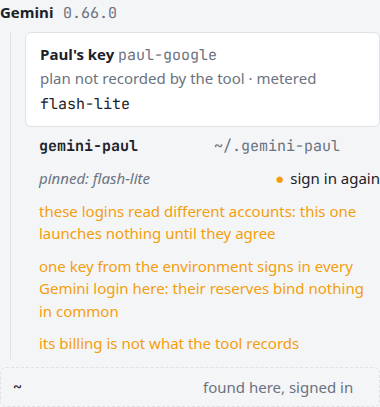 Gemini 0.66.0
Paul's key paul-google
plan not recorded by the tool · metered
flash-lite
gemini-paul ~/.gemini-paul
pinned: flash-lite ● sign in again
these logins read different accounts: this one
launches nothing until they agree
one key from the environment signs in every
Gemini login here: their reserves bind nothing
in common
its billing is not what the tool records
~ found here, signed in